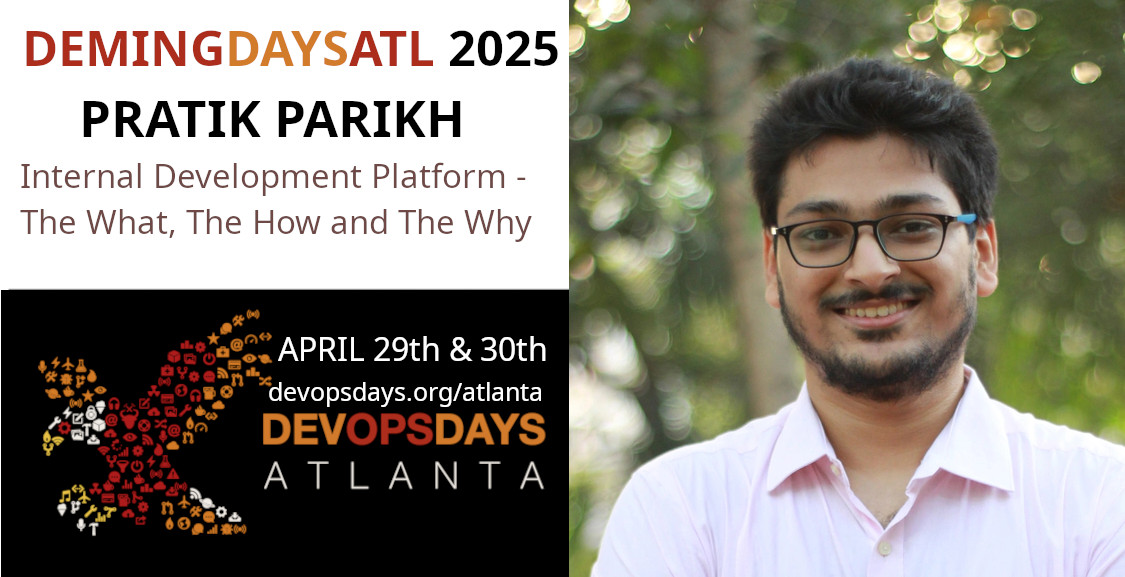 DEMINGDAYSATL 2025
PRATIK PARIKH
Internal Development Platform -
The What, The How and The Why
APRIL 29th & 30th
devopsdays.org/atlanta
DEVOPSDAYS
ATLANTA